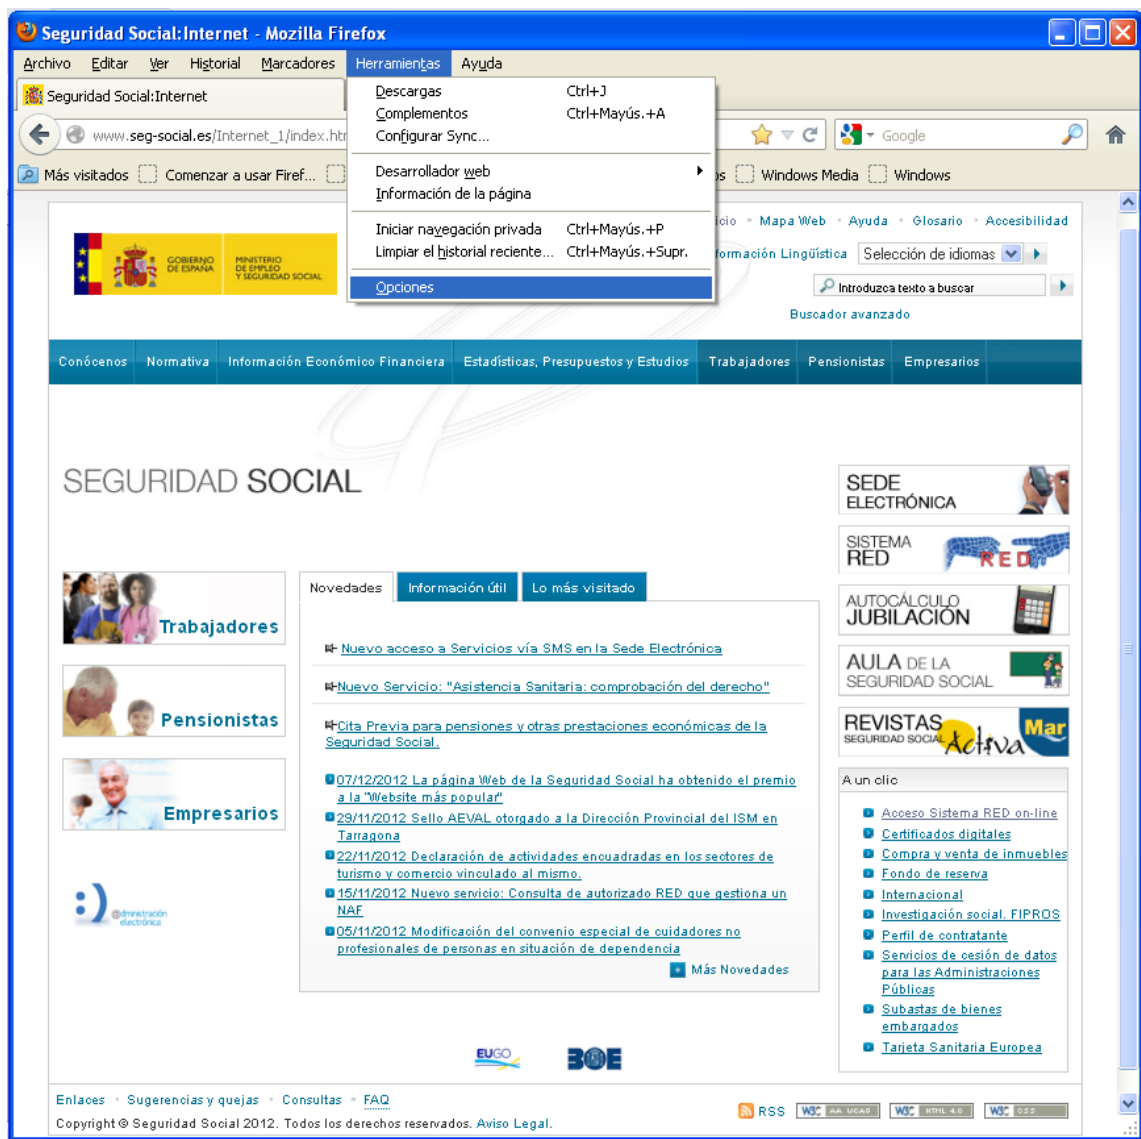 Seguridad Social:Internet - Mozilla Firefox
Archivo Editar Ver Historial Marcadores Herramientas Ayuda
Seguridad Social:Internet
www.seg-social.es/Internet_1/index.htm
Google
Más visitados Comenzar a usar Firef... Windows Media Windows
Descargas Ctrl+J
Complementos Ctrl+Mayús.+A
Configurar Sync...
Desarrollador web
Información de la página
Iniciar navegación privada Ctrl+Mayús.+P
Limpiar el historial reciente... Ctrl+Mayús.+Supr.
Opciones
Mapa Web Ayuda Glosario Accesibilidad
Lingüística Selección de idiomas
Introduzca texto a buscar
Buscador avanzado
GOBIERNO DE ESPAÑA
MINISTERIO DE EMPLEO Y SEGURIDAD SOCIAL
Conócenos Normativa Información Económico Financiera Estadísticas, Presupuestos y Estudios Trabajadores Pensionistas Empresarios
SEGURIDAD SOCIAL
Trabajadores
Pensionistas
Empresarios
@dministración
electrónica
Novedades Información útil Lo más visitado
Nuevo acceso a Servicios vía SMS en la Sede Electrónica
Nuevo Servicio: "Asistencia Sanitaria: comprobación del derecho"
Cita Previa para pensiones y otras prestaciones económicas de la
Seguridad Social.
07/12/2012 La página Web de la Seguridad Social ha obtenido el premio
a la "Website más popular"
29/11/2012 Sello AEVAL otorgado a la Dirección Provincial del ISM en
Tarragona
22/11/2012 Declaración de actividades encuadradas en los sectores de
turismo y comercio vinculado al mismo.
15/11/2012 Nuevo servicio: Consulta de autorizado RED que gestiona un
NAF
05/11/2012 Modificación del convenio especial de cuidadores no
profesionales de personas en situación de dependencia
Más Novedades
SEDE
ELECTRÓNICA
SISTEMA
RED
RED
AUTOCÁLCULO
JUBILACIÓN
AULA DE LA
SEGURIDAD SOCIAL
REVISTAS
SEGURIDAD SOCIAL Activa Mar
A un clic
Acceso Sistema RED on-line
Certificados digitales
Compra y venta de inmuebles
Fondo de reserva
Internacional
Investigación social. FIPROS
Perfil de contratante
Servicios de cesión de datos
para las Administraciones
Públicas
Subastas de bienes
embargados
Tarjeta Sanitaria Europea
EUGO
BOE
Enlaces Sugerencias y quejas Consultas FAQ
RSS W3C AA WCAG W3C HTML 4.0 W3C CSS
Copyright © Seguridad Social 2012. Todos los derechos reservados. Aviso Legal.